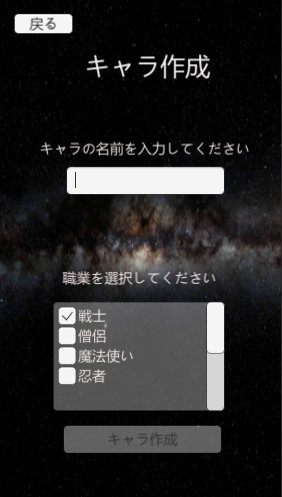 戻る
キャラ作成
キャラの名前を入力してください
職業を選択してください
戦士
僧侶
魔法使い
忍者
キャラ作成